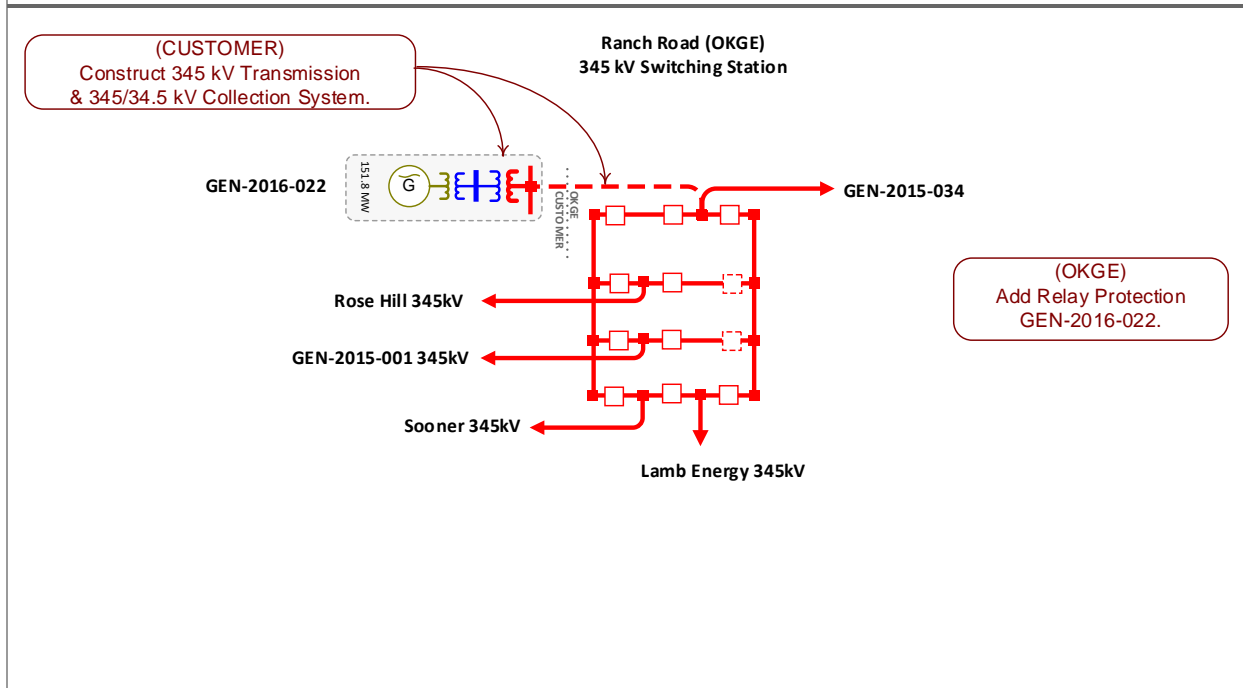 (CUSTOMER)
Construct 345 kV Transmission
& 345/34.5 kV Collection System.
Ranch Road (OKGE)
345 kV Switching Station
GEN-2016-022
151.8 MW
G
OKGE
CUSTOMER
GEN-2015-034
(OKGE)
Add Relay Protection
GEN-2016-022.
Rose Hill 345kV
GEN-2015-001 345kV
Sooner 345kV
Lamb Energy 345kV